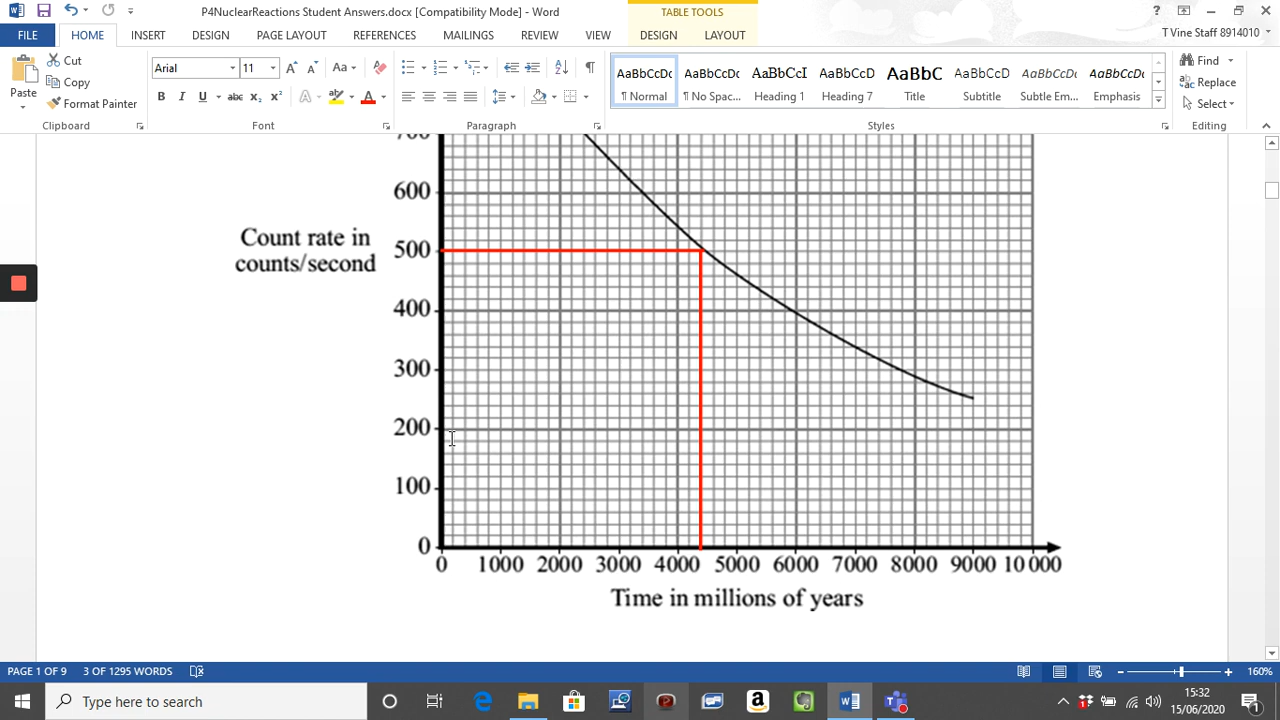 P4NuclearReactions Student Answers.docx [Compatibility Mode] - Word
TABLE TOOLS
?
FILE HOME INSERT DESIGN PAGE LAYOUT REFERENCES MAILINGS REVIEW VIEW DESIGN LAYOUT T Vine Staff 8914010
Paste
Cut
Copy
Format Painter
Clipboard
Arial 11
Font
Paragraph
AaBbCcDc AaBbCcDc AaBbCcI AaBbCcD AaBbC AaBbCcD AaBbCcDc AaBbCcDc
¶ Normal ¶ No Spac... Heading 1 Heading 7 Title Subtitle Subtle Em... Emphasis
Styles
Find
Replace
Select
Editing
700
600
500
400
300
200
100
0
Count rate in
counts/second
0 1000 2000 3000 4000 5000 6000 7000 8000 9000 10 000
Time in millions of years
PAGE 1 OF 9 3 OF 1295 WORDS 160%
Type here to search
15:32
15/06/2020